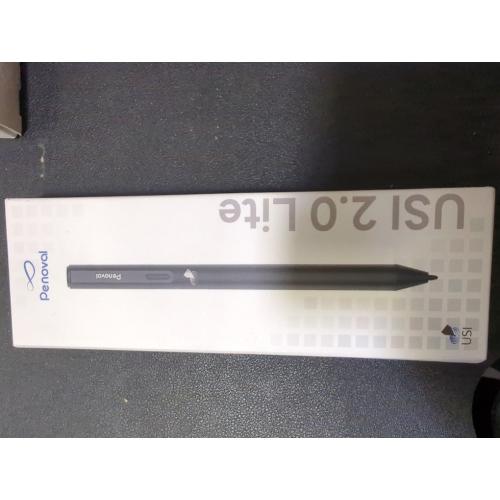 USI 2.0 Lite
Penoval
Penoval
USI